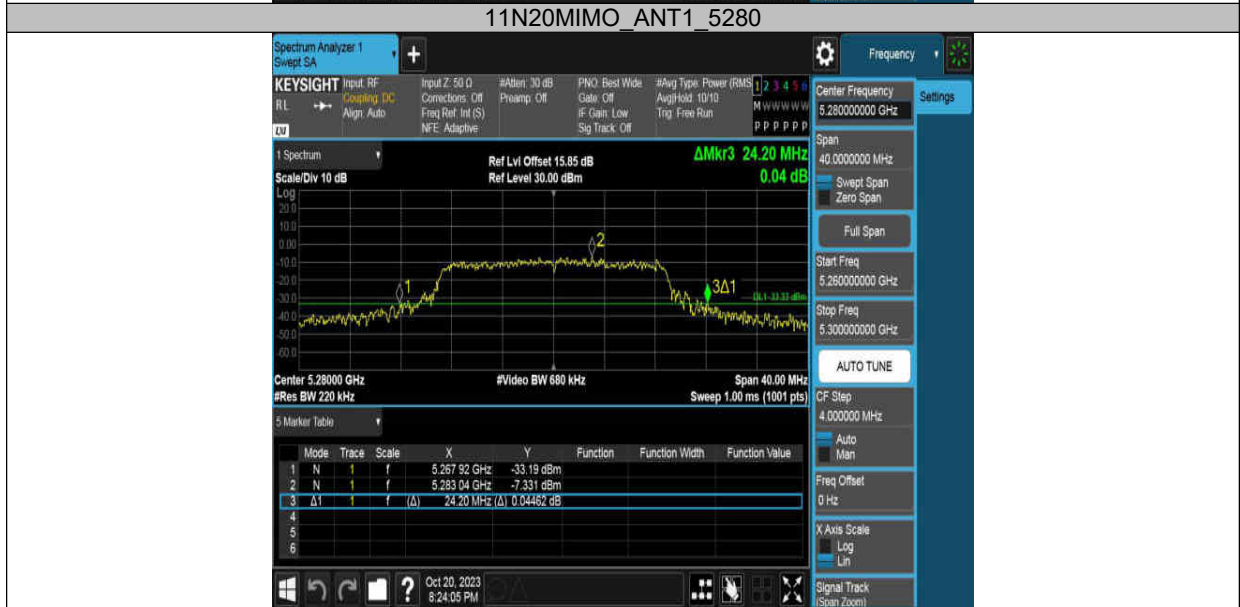 11N20MIMO_ANT1_5280
Spectrum Analyzer 1
Swept SA
Frequency
KEYSIGHT
RL
Input: RF
Coupling: DC
Align: Auto
Input Z: 50 Ω
Corrections: Off
Freq Ref: Int (S)
NFE: Adaptive
#Atten: 30 dB
Preamp: Off
PNO: Best Wide
Gate: Off
IF Gain: Low
Sig Track: Off
#Avg Type: Power (RMS
Avg|Hold: 10/10
Trig: Free Run
1 2 3 4 5 6
M W W W W W
P P P P P P
1 Spectrum
Scale/Div 10 dB
Ref Lvl Offset 15.85 dB
Ref Level 30.00 dBm
ΔMkr3 24.20 MHz
0.04 dB
Log
20.0
10.0
0.00
-10.0
-20.0
-30.0
-40.0
-50.0
-60.0
1
2
3Δ1
DL1 -33.33 dBm
Center 5.28000 GHz
#Res BW 220 kHz
#Video BW 680 kHz
Span 40.00 MHz
Sweep 1.00 ms (1001 pts)
5 Marker Table
Mode Trace Scale X Y Function Function Width Function Value
1 N 1 f 5.267 92 GHz -33.19 dBm
2 N 1 f 5.283 04 GHz -7.331 dBm
3 Δ1 1 f (Δ) 24.20 MHz (Δ) 0.04462 dB
4
5
6
Oct 20, 2023
8:24:05 PM
Center Frequency
5.280000000 GHz
Settings
Span
40.0000000 MHz
Swept Span
Zero Span
Full Span
Start Freq
5.260000000 GHz
Stop Freq
5.300000000 GHz
AUTO TUNE
CF Step
4.000000 MHz
Auto
Man
Freq Offset
0 Hz
X Axis Scale
Log
Lin
Signal Track
(Span Zoom)